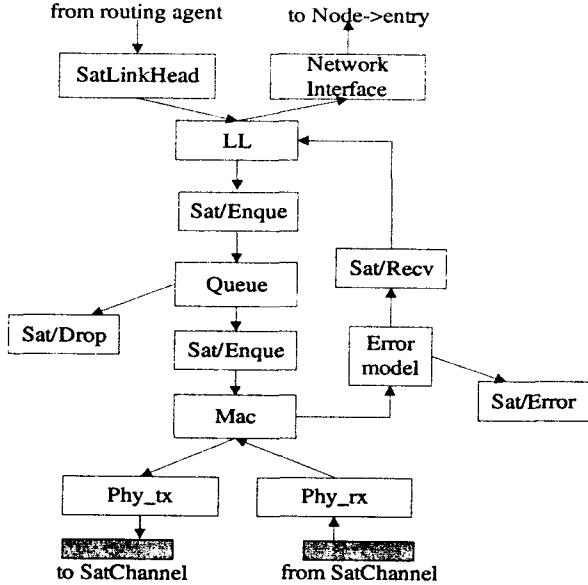 from routing agent
to Node->entry
SatLinkHead
Network
Interface
LL
Sat/Enque
Sat/Recv
Queue
Sat/Drop
Sat/Enque
Error
model
Sat/Error
Mac
Phy_tx
Phy_rx
to SatChannel
from SatChannel